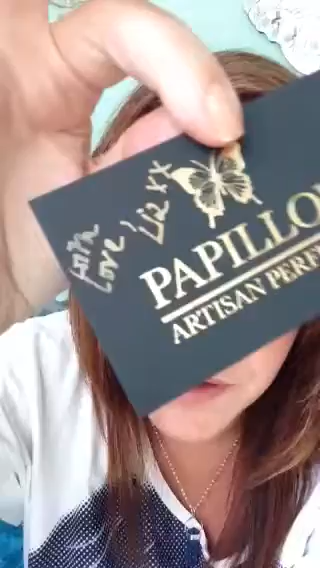 With
Love,
Liz xx
PAPILLO
ARTISAN PERF